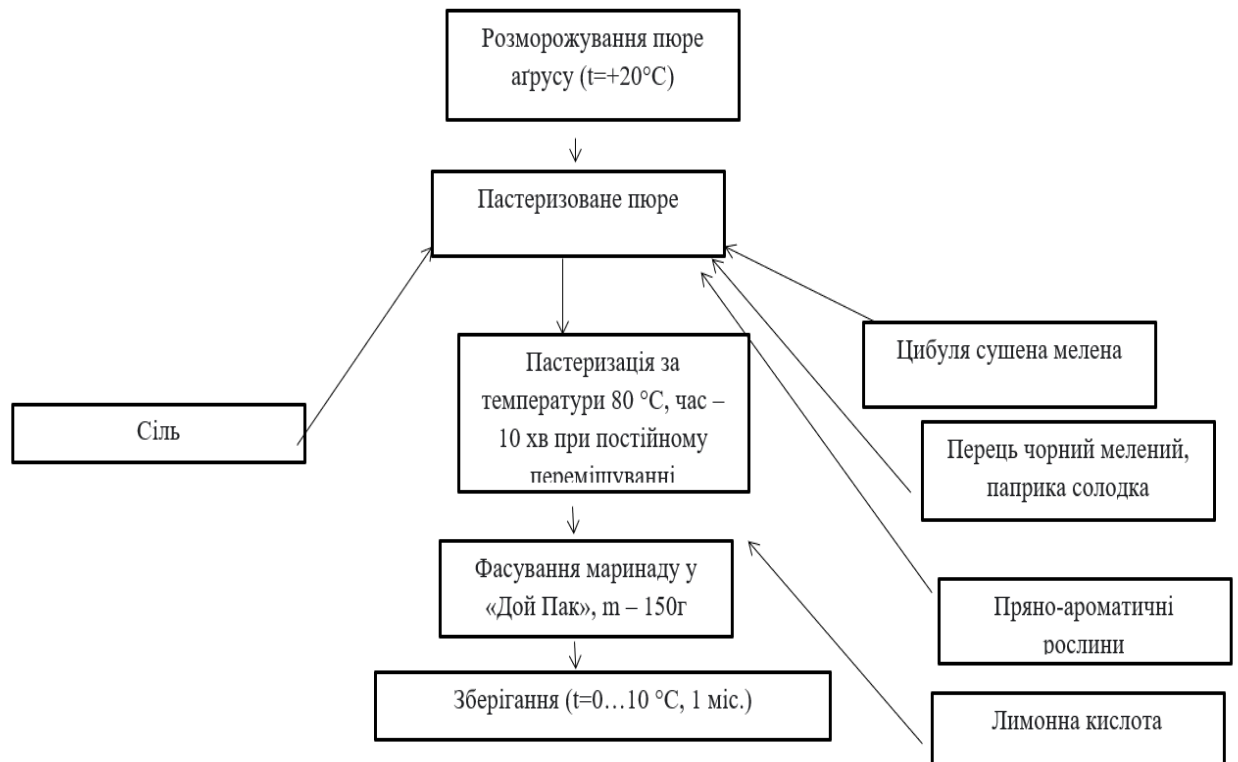 Розморожування пюре
аґрусу (t=+20°C)
Пастеризоване пюре
Пастеризація за
температури 80 °C, час –
10 хв при постійному
перемішуванні
Цибуля сушена мелена
Сіль
Перець чорний мелений,
паприка солодка
Фасування маринаду у
«Дой Пак», m – 150г
Пряно-ароматичні
рослини
Зберігання (t=0…10 °C, 1 міс.)
Лимонна кислота